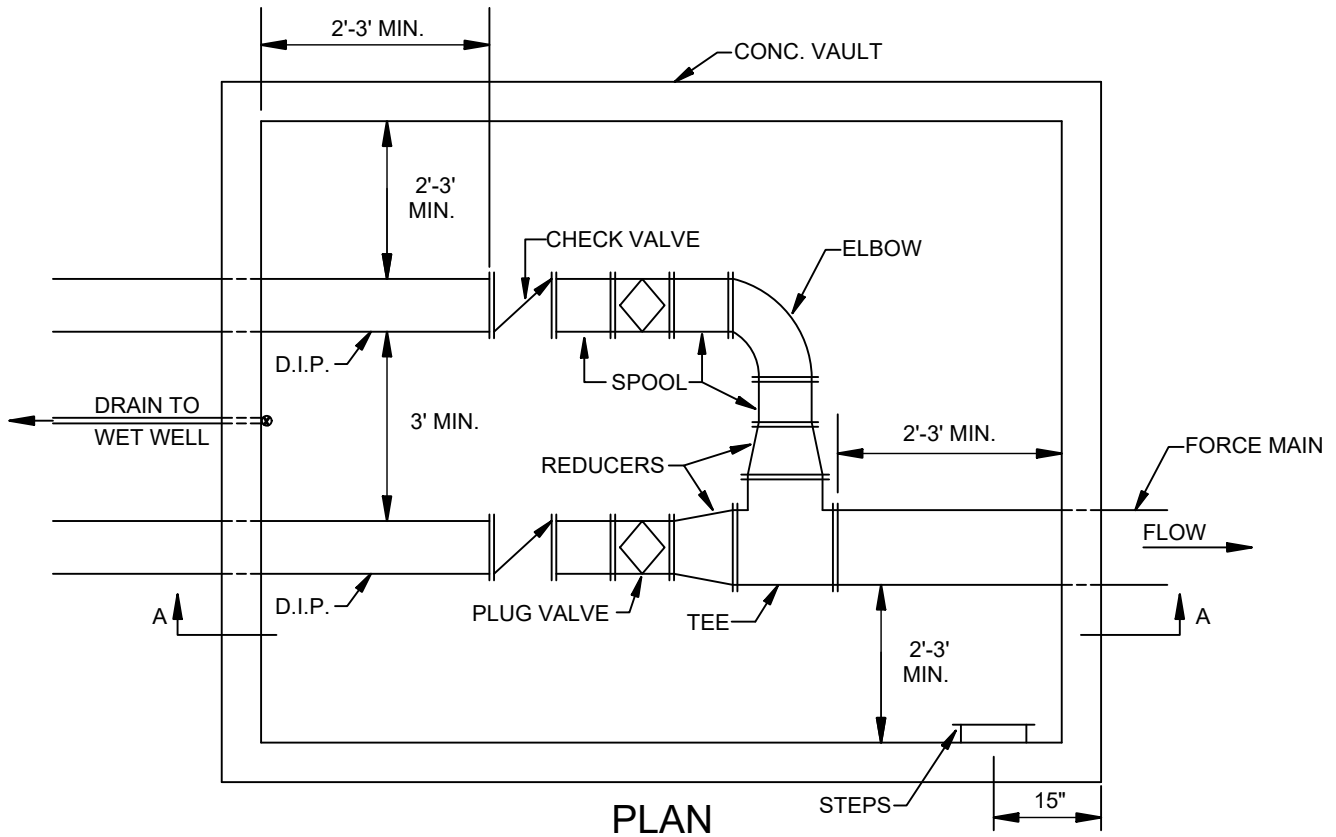 2'-3' MIN.
CONC. VAULT
2'-3'
MIN.
CHECK VALVE
ELBOW
D.I.P.
SPOOL
DRAIN TO
WET WELL
3' MIN.
2'-3' MIN.
REDUCERS
FORCE MAIN
FLOW
D.I.P.
PLUG VALVE
TEE
A
A
2'-3'
MIN.
STEPS
15"
PLAN